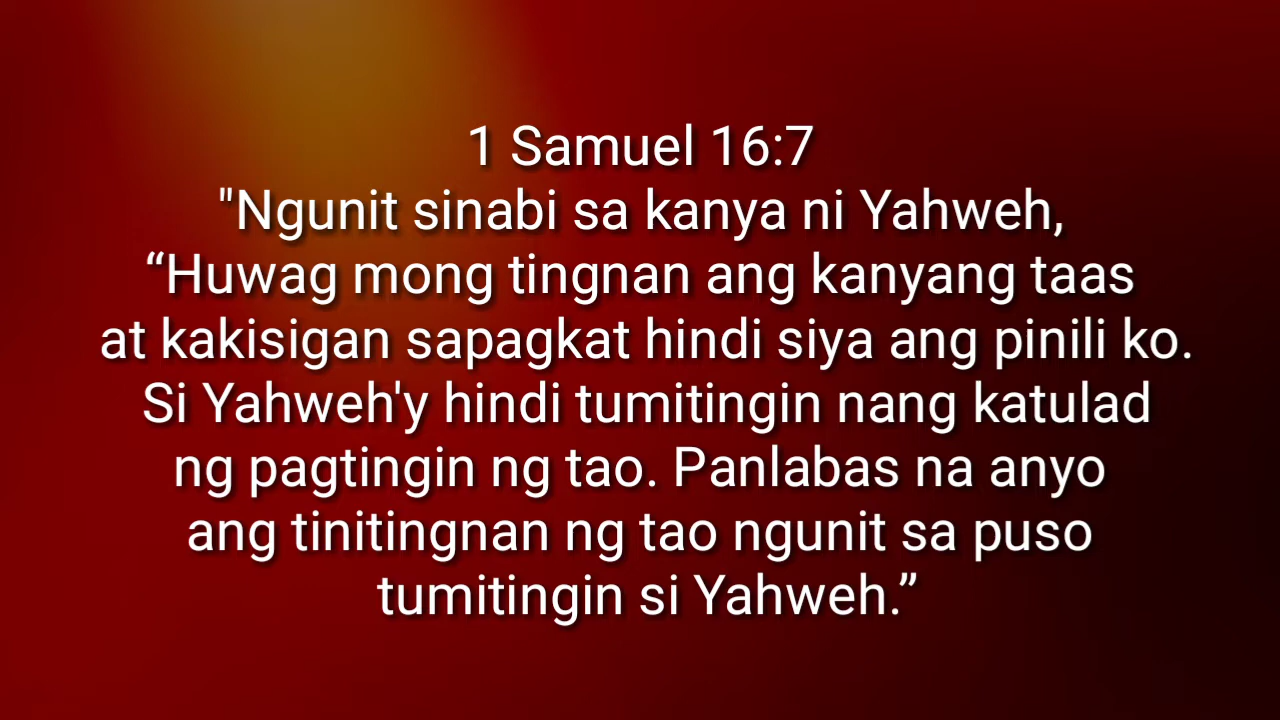 1 Samuel 16:7
"Ngunit sinabi sa kanya ni Yahweh,
“Huwag mong tingnan ang kanyang taas
at kakisigan sapagkat hindi siya ang pinili ko.
Si Yahweh'y hindi tumitingin nang katulad
ng pagtingin ng tao. Panlabas na anyo
ang tinitingnan ng tao ngunit sa puso
tumitingin si Yahweh.”